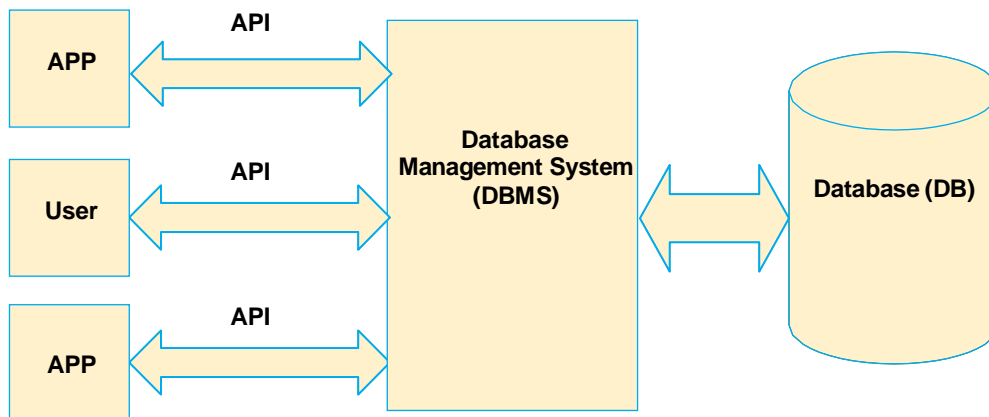 API
APP
Database
Management System
(DBMS)
API
User
Database (DB)
API
APP